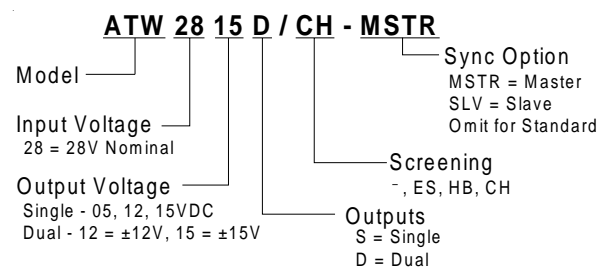 ATW 28 15 D / CH - MSTR
Model
Input Voltage
28 = 28V Nominal
Output Voltage
Single - 05, 12, 15VDC
Dual - 12 = ±12V, 15 = ±15V
Sync Option
MSTR = Master
SLV = Slave
Omit for Standard
Screening
–, ES, HB, CH
Outputs
S = Single
D = Dual